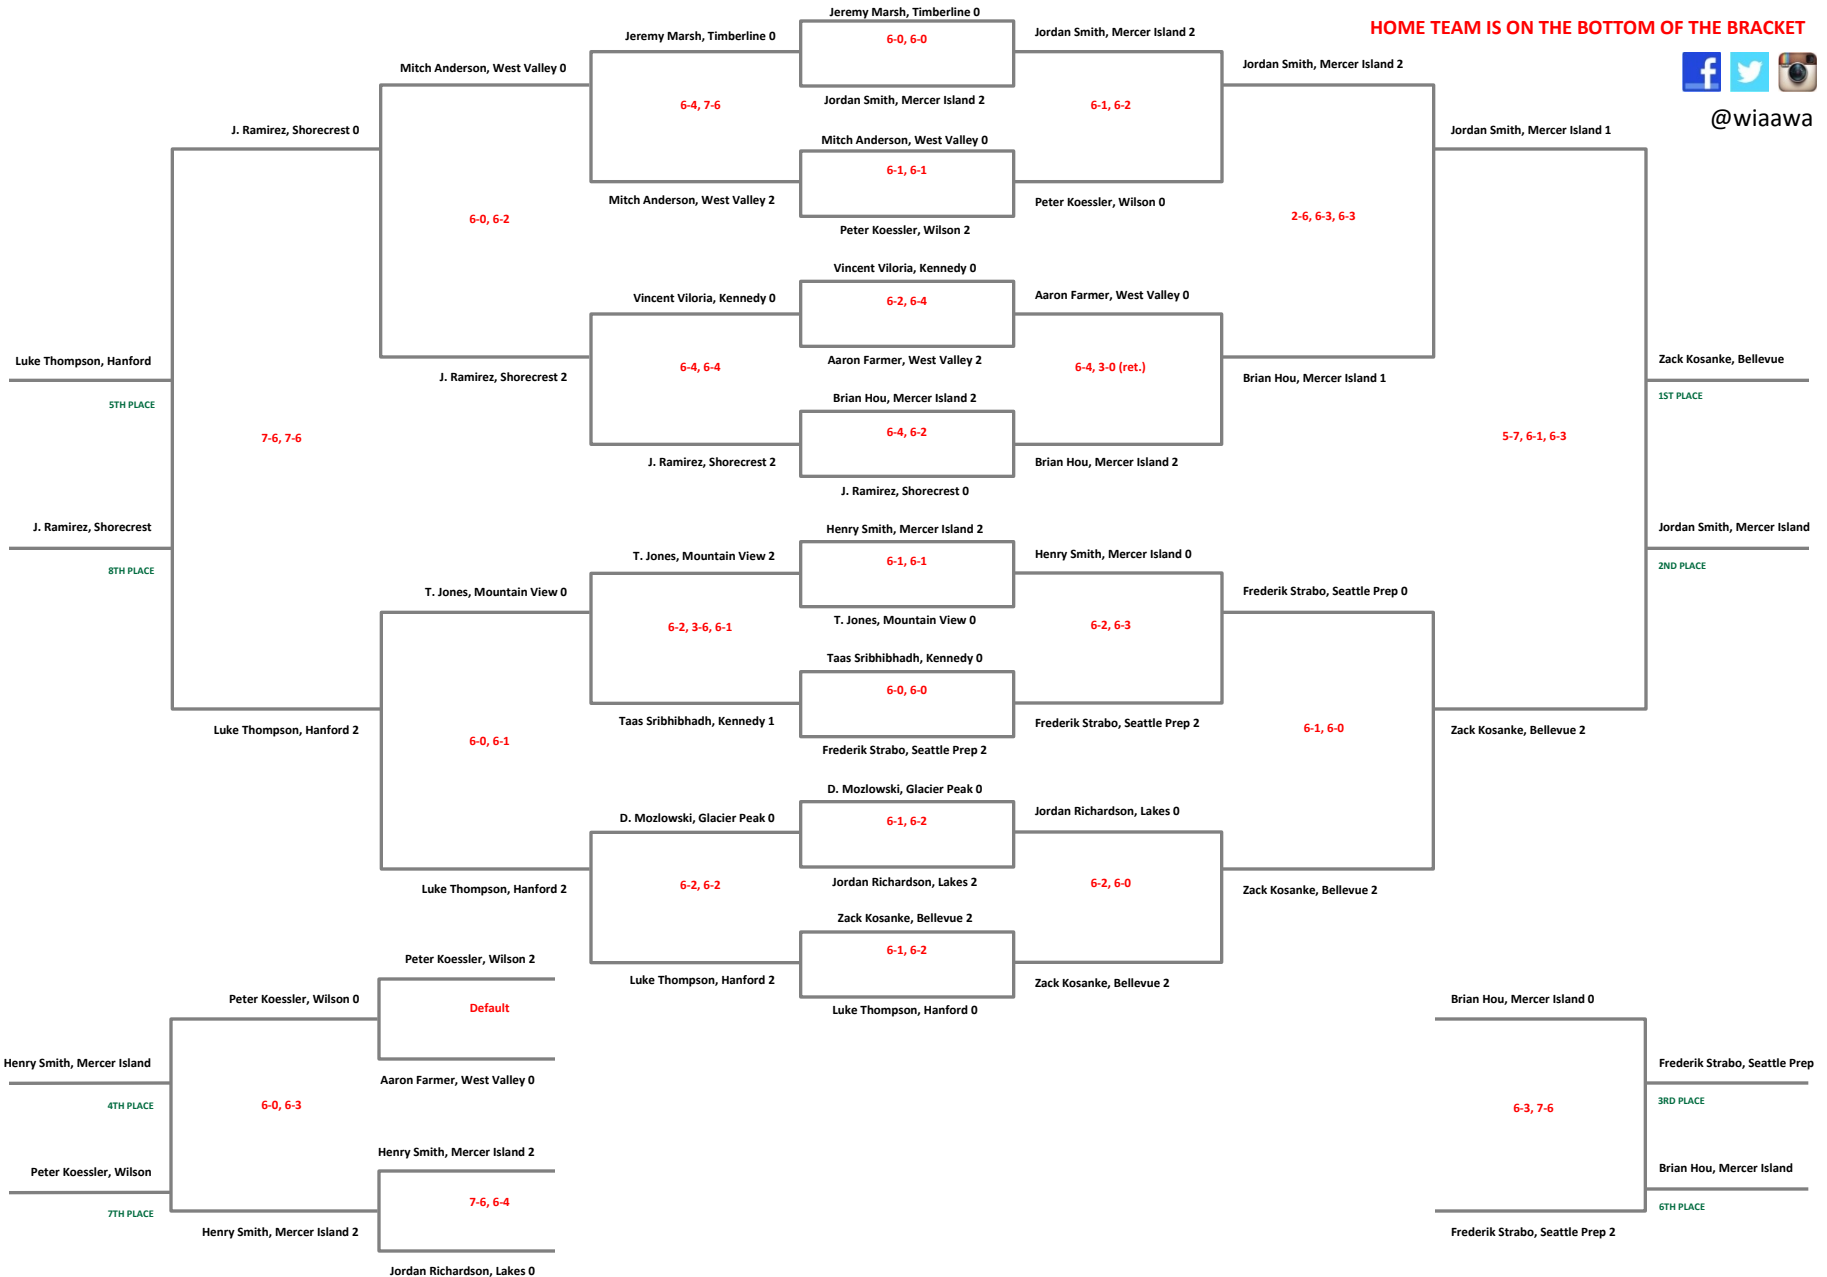 Jeremy Marsh, Timberline 0
HOME TEAM IS ON THE BOTTOM OF THE BRACKET
Jeremy Marsh, Timberline 0
6-0, 6-0
Jordan Smith, Mercer Island 2
Mitch Anderson, West Valley 0
Jordan Smith, Mercer Island 2
6-4, 7-6
Jordan Smith, Mercer Island 2
6-1, 6-2
@wiaawa
J. Ramirez, Shorecrest 0
Mitch Anderson, West Valley 0
Jordan Smith, Mercer Island 1
6-1, 6-1
Mitch Anderson, West Valley 2
Peter Koessler, Wilson 0
6-0, 6-2
Peter Koessler, Wilson 2
2-6, 6-3, 6-3
Vincent Viloria, Kennedy 0
Vincent Viloria, Kennedy 0
6-2, 6-4
Aaron Farmer, West Valley 0
Luke Thompson, Hanford
Aaron Farmer, West Valley 2
Zack Kosanke, Bellevue
J. Ramirez, Shorecrest 2
6-4, 6-4
6-4, 3-0 (ret.)
Brian Hou, Mercer Island 1
5TH PLACE
Brian Hou, Mercer Island 2
1ST PLACE
7-6, 7-6
6-4, 6-2
5-7, 6-1, 6-3
J. Ramirez, Shorecrest 2
Brian Hou, Mercer Island 2
J. Ramirez, Shorecrest 0
J. Ramirez, Shorecrest
Henry Smith, Mercer Island 2
Jordan Smith, Mercer Island
T. Jones, Mountain View 2
6-1, 6-1
Henry Smith, Mercer Island 0
8TH PLACE
2ND PLACE
T. Jones, Mountain View 0
Frederik Strabo, Seattle Prep 0
6-2, 3-6, 6-1
T. Jones, Mountain View 0
6-2, 6-3
Taas Sribhibhadh, Kennedy 0
6-0, 6-0
Luke Thompson, Hanford 2
Taas Sribhibhadh, Kennedy 1
Frederik Strabo, Seattle Prep 2
Zack Kosanke, Bellevue 2
6-0, 6-1
Frederik Strabo, Seattle Prep 2
6-1, 6-0
D. Mozlowski, Glacier Peak 0
D. Mozlowski, Glacier Peak 0
6-1, 6-2
Jordan Richardson, Lakes 0
Luke Thompson, Hanford 2
6-2, 6-2
Jordan Richardson, Lakes 2
6-2, 6-0
Zack Kosanke, Bellevue 2
Zack Kosanke, Bellevue 2
6-1, 6-2
Peter Koessler, Wilson 2
Luke Thompson, Hanford 2
Zack Kosanke, Bellevue 2
Peter Koessler, Wilson 0
Default
Luke Thompson, Hanford 0
Brian Hou, Mercer Island 0
Henry Smith, Mercer Island
Aaron Farmer, West Valley 0
Frederik Strabo, Seattle Prep
4TH PLACE
6-0, 6-3
6-3, 7-6
3RD PLACE
Henry Smith, Mercer Island 2
Peter Koessler, Wilson
Brian Hou, Mercer Island
7TH PLACE
7-6, 6-4
6TH PLACE
Henry Smith, Mercer Island 2
Frederik Strabo, Seattle Prep 2
Jordan Richardson, Lakes 0